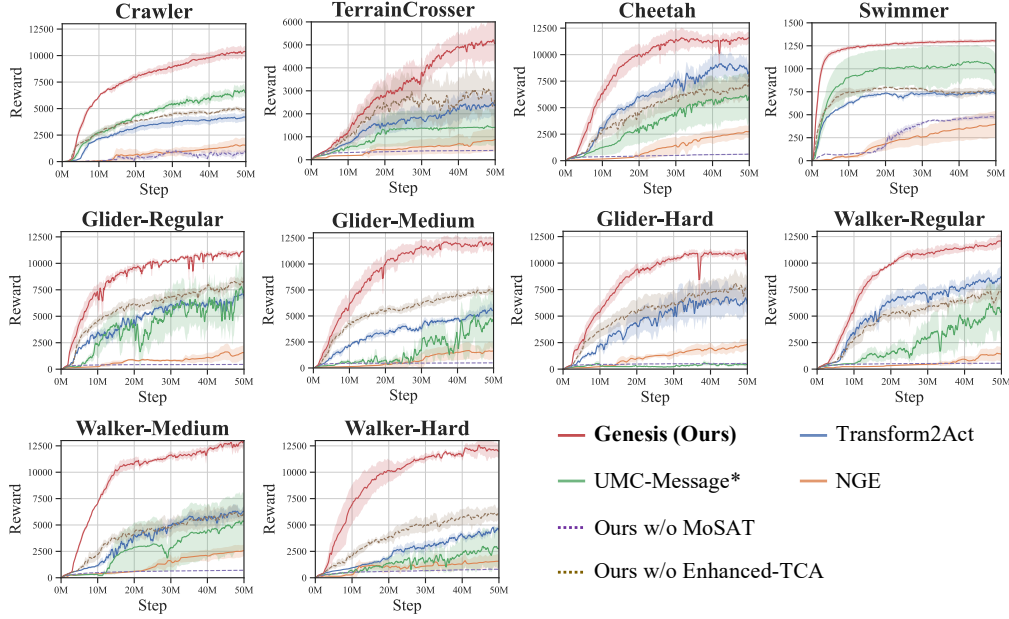 Crawler
TerrainCrosser
Cheetah
Swimmer
Reward
12500
10000
7500
5000
2500
0
0M 10M 20M 30M 40M 50M
Step
Reward
6000
5000
4000
3000
2000
1000
0
0M 10M 20M 30M 40M 50M
Step
Reward
12500
10000
7500
5000
2500
0
0M 10M 20M 30M 40M 50M
Step
Reward
1500
1250
1000
750
500
250
0
0M 10M 20M 30M 40M 50M
Step
Glider-Regular
Glider-Medium
Glider-Hard
Walker-Regular
Reward
12500
10000
7500
5000
2500
0
0M 10M 20M 30M 40M 50M
Step
Reward
12500
10000
7500
5000
2500
0
0M 10M 20M 30M 40M 50M
Step
Reward
12500
10000
7500
5000
2500
0
0M 10M 20M 30M 40M 50M
Step
Reward
12500
10000
7500
5000
2500
0
0M 10M 20M 30M 40M 50M
Step
Walker-Medium
Walker-Hard
Reward
12500
10000
7500
5000
2500
0
0M 10M 20M 30M 40M 50M
Step
Reward
12500
10000
7500
5000
2500
0
0M 10M 20M 30M 40M 50M
Step
Genesis (Ours)
Transform2Act
UMC-Message*
NGE
Ours w/o MoSAT
Ours w/o Enhanced-TCA